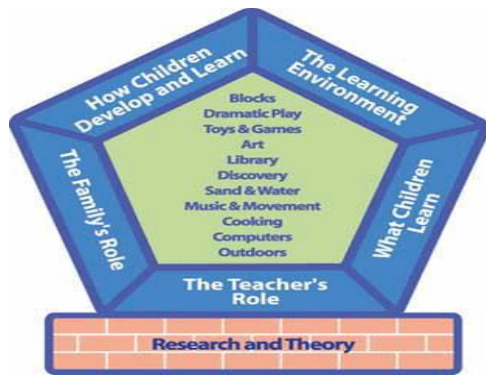 How Children
Develop and Learn
The Learning
Environment
Blocks
Dramatic Play
Toys & Games
Art
Library
Discovery
Sand & Water
Music & Movement
Cooking
Computers
Outdoors
The Family's Role
What Children
Learn
The Teacher's
Role
Research and Theory